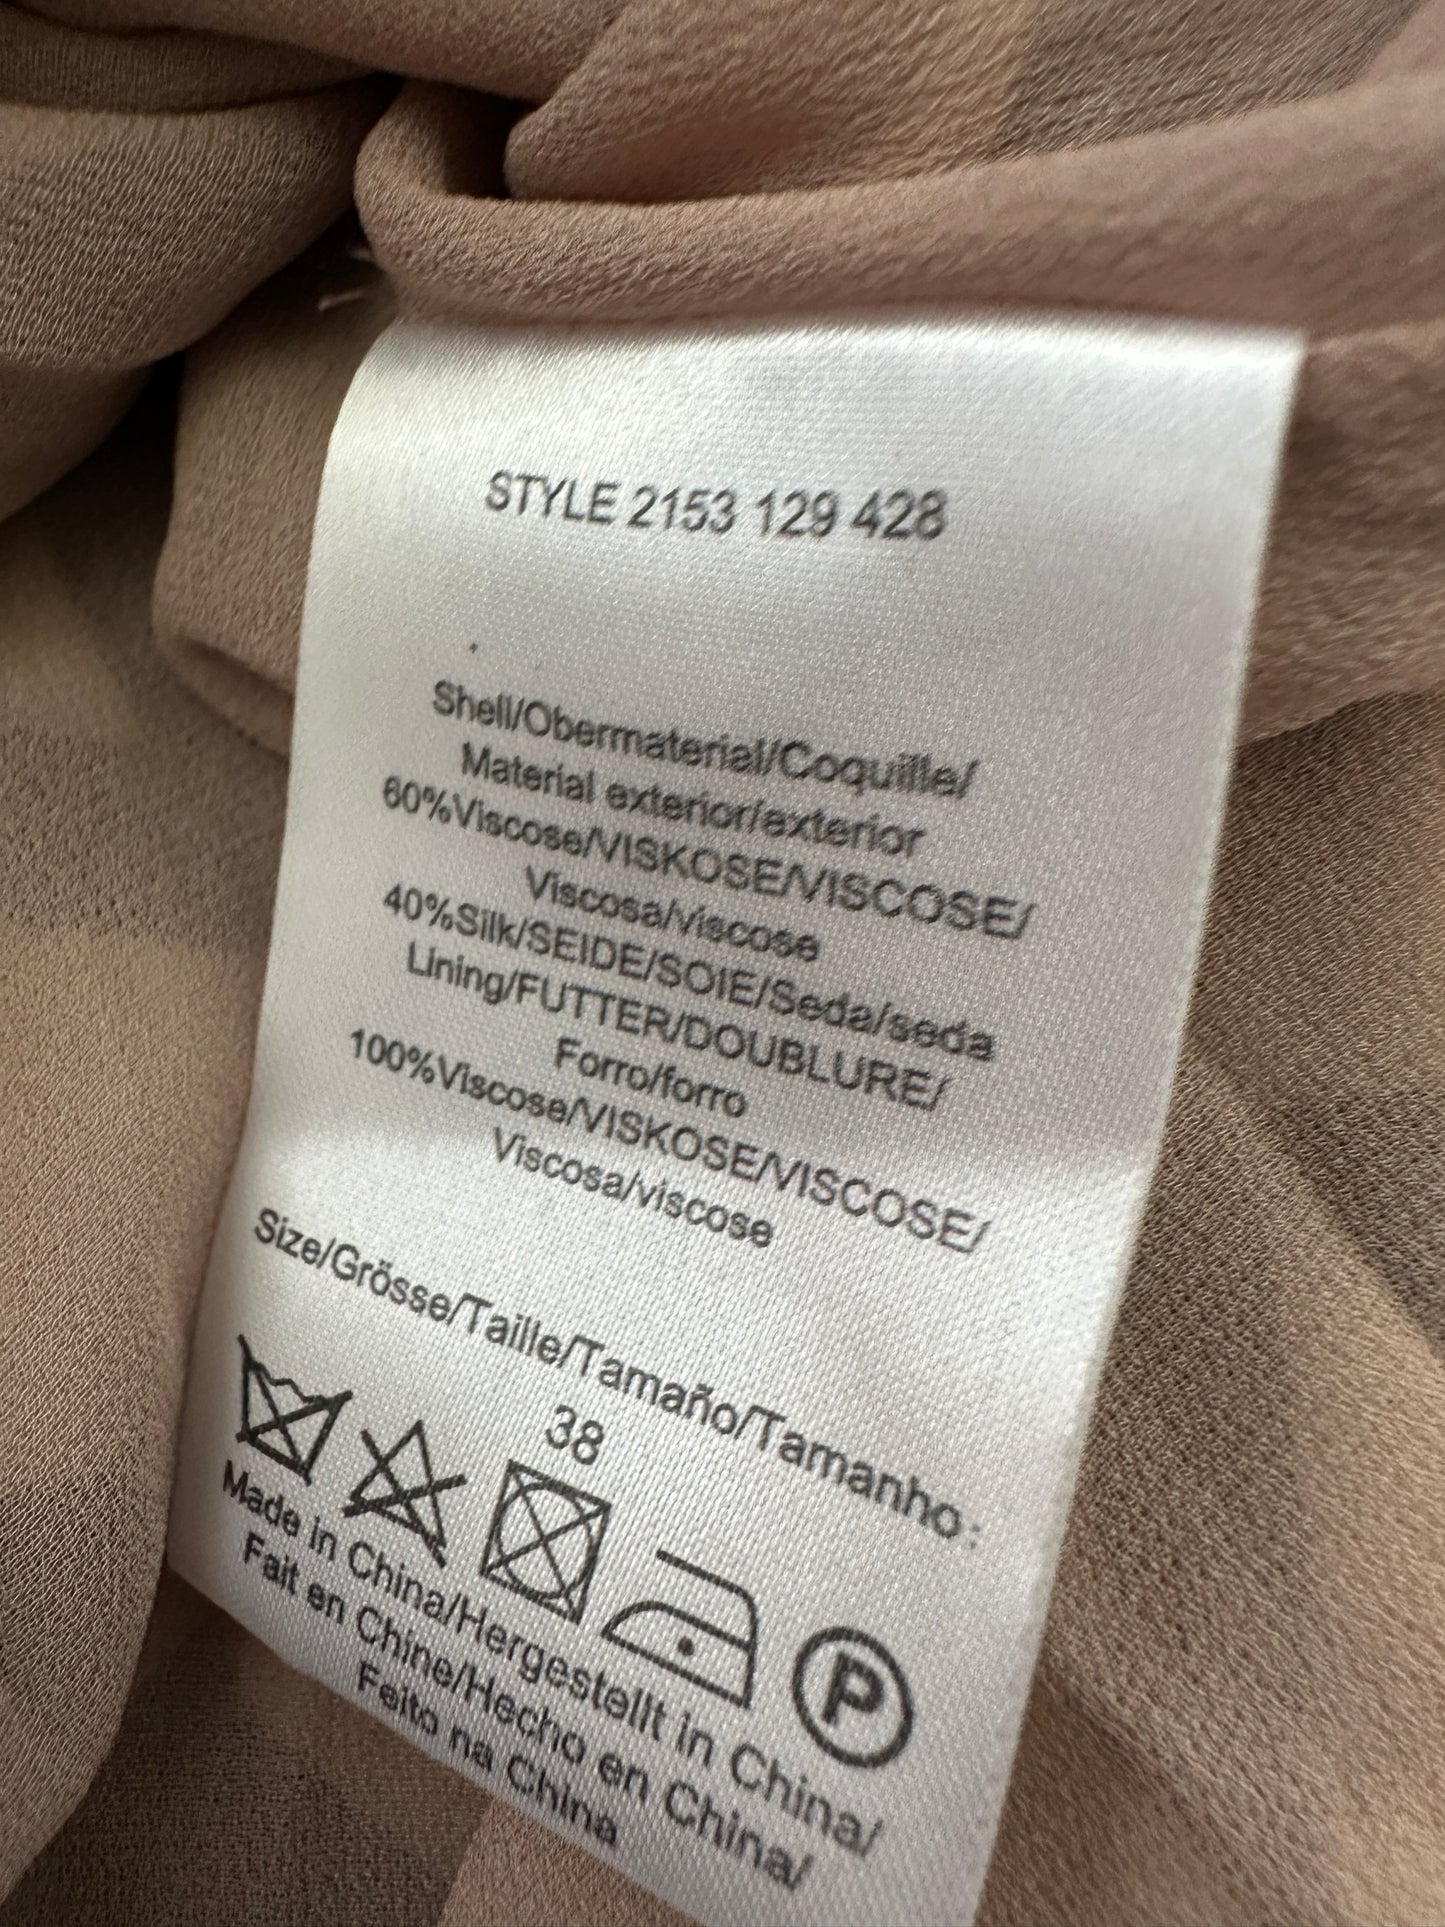 STYLE 2153 129 428
Shell/Obermaterial/Coquille/
Material exterior/exterior
60%Viscose/VISKOSE/VISCOSE/
Viscosa/viscose
40%Silk/SEIDE/SOIE/Seda/seda
Lining/FUTTER/DOUBLURE/
Forro/forro
100%Viscose/VISKOSE/VISCOSE/
Viscosa/viscose
Size/Grösse/Taille/Tamaño/Tamanho:
38
P
Made in China/Hergestellt in China/
Fait en Chine/Hecho en China/
Feito na China